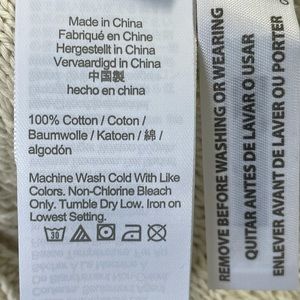 Made in China
Fabriqué en Chine
Hergestellt in China
Vervaardigd in China
中国製
hecho en china
100% Cotton / Coton /
Baumwolle / Katoen / 綿 /
algodón
Machine Wash Cold With Like
Colors. Non-Chlorine Bleach
Only. Tumble Dry Low. Iron on
Lowest Setting.
30
REMOVE BEFORE WASHING OR WEARING
QUITAR ANTES DE LAVAR O USAR
ENLEVER AVANT DE LAVER OU PORTER